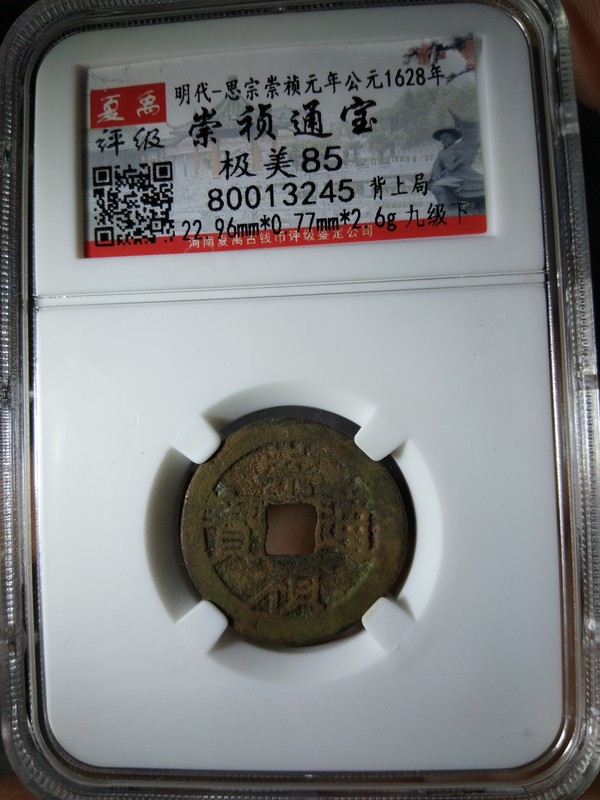 夏禹
评级
明代-思宗崇祯元年公元1628年
崇祯通宝
极美85
80013245 背上局
22.96mm*0.77mm*2.6g 九级下
河南夏禹古钱币评级鉴定公司
崇
祯
通
寶